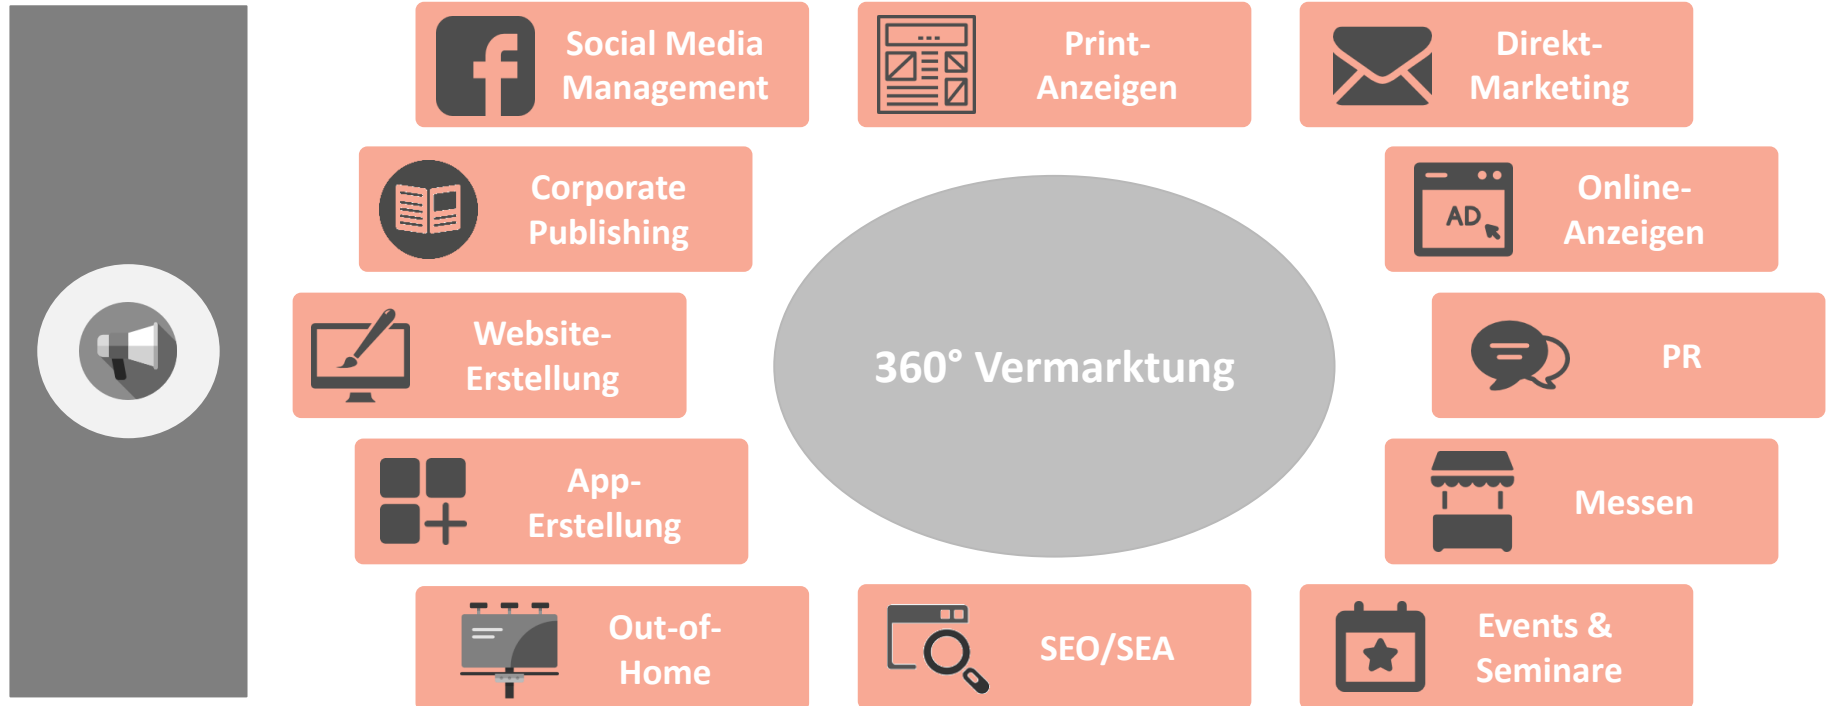 Social Media
Management
Print-
Anzeigen
Direkt-
Marketing
Corporate
Publishing
Online-
Anzeigen
AD
Website-
Erstellung
360° Vermarktung
PR
App-
Erstellung
Messen
Out-of-
Home
SEO/SEA
Events &
Seminare